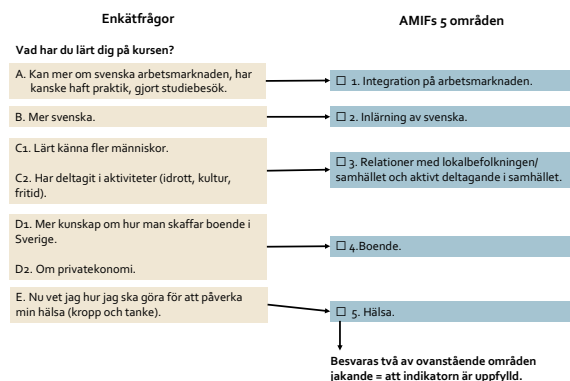 Enkätfrågor
AMIFs 5 områden
Vad har du lärt dig på kursen?
A. Kan mer om svenska arbetsmarknaden, har
kanske haft praktik, gjort studiebesök.
☐ 1. Integration på arbetsmarknaden.
B. Mer svenska.
☐ 2. Inlärning av svenska.
C1. Lärt känna fler människor.
C2. Har deltagit i aktiviteter (idrott, kultur,
fritid).
☐ 3. Relationer med lokalbefolkningen/
samhället och aktivt deltagande i samhället.
D1. Mer kunskap om hur man skaffar boende i
Sverige.
D2. Om privatekonomi.
☐ 4.Boende.
E. Nu vet jag hur jag ska göra för att påverka
min hälsa (kropp och tanke).
☐ 5. Hälsa.
Besvaras två av ovanstående områden
jakande = att indikatorn är uppfylld.